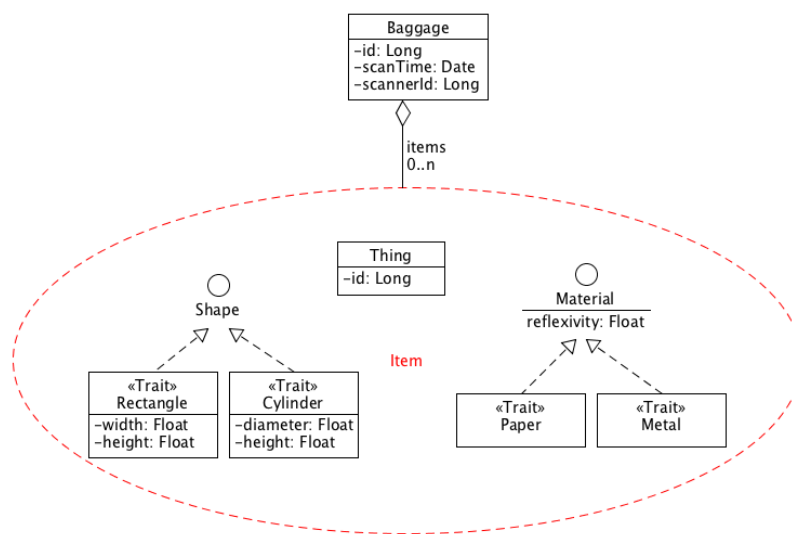 Baggage
-id: Long
-scanTime: Date
-scannerId: Long
items
0..n
Thing
-id: Long
Shape
Material
reflexivity: Float
Item
«Trait»
Rectangle
-width: Float
-height: Float
«Trait»
Cylinder
-diameter: Float
-height: Float
«Trait»
Paper
«Trait»
Metal